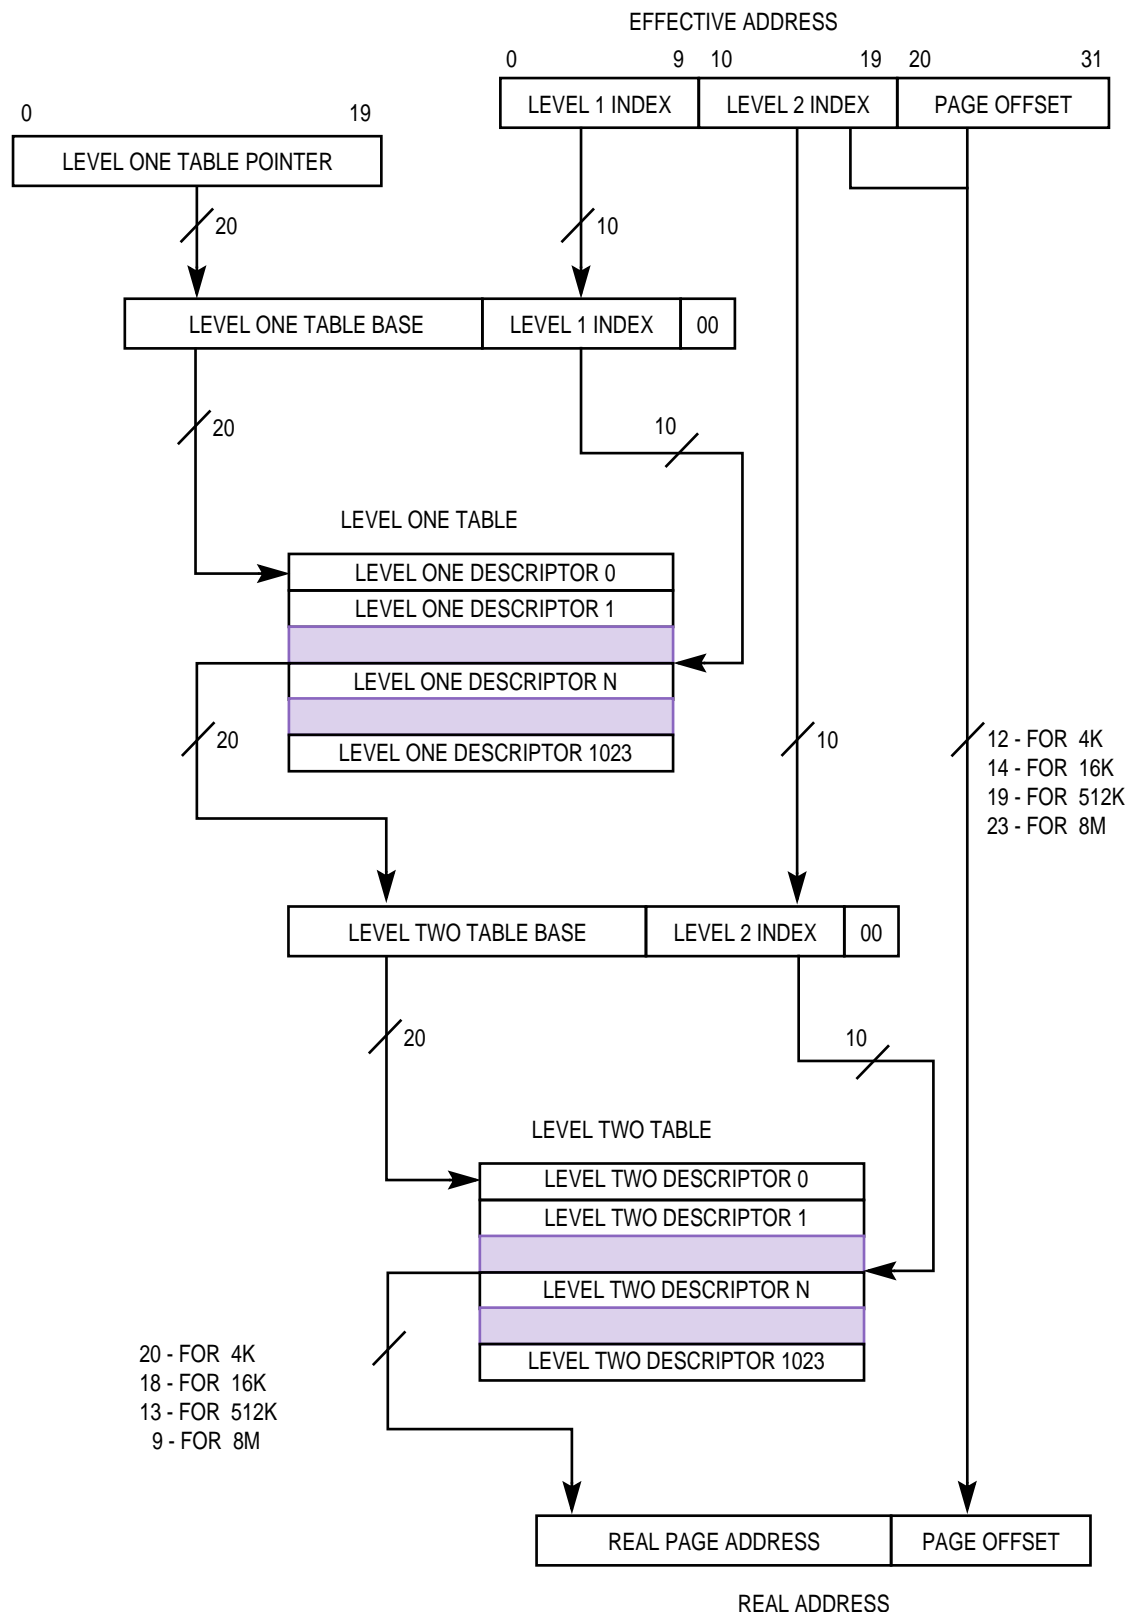 EFFECTIVE ADDRESS
0 9 10 19 20 31
LEVEL 1 INDEX LEVEL 2 INDEX PAGE OFFSET
0 19
LEVEL ONE TABLE POINTER
20 10
LEVEL ONE TABLE BASE LEVEL 1 INDEX 00
20 10
LEVEL ONE TABLE
LEVEL ONE DESCRIPTOR 0
LEVEL ONE DESCRIPTOR 1
LEVEL ONE DESCRIPTOR N
LEVEL ONE DESCRIPTOR 1023
20 10
12 - FOR 4K
14 - FOR 16K
19 - FOR 512K
23 - FOR 8M
LEVEL TWO TABLE BASE LEVEL 2 INDEX 00
20 10
LEVEL TWO TABLE
LEVEL TWO DESCRIPTOR 0
LEVEL TWO DESCRIPTOR 1
LEVEL TWO DESCRIPTOR N
LEVEL TWO DESCRIPTOR 1023
20 - FOR 4K
18 - FOR 16K
13 - FOR 512K
9 - FOR 8M
REAL PAGE ADDRESS PAGE OFFSET
REAL ADDRESS